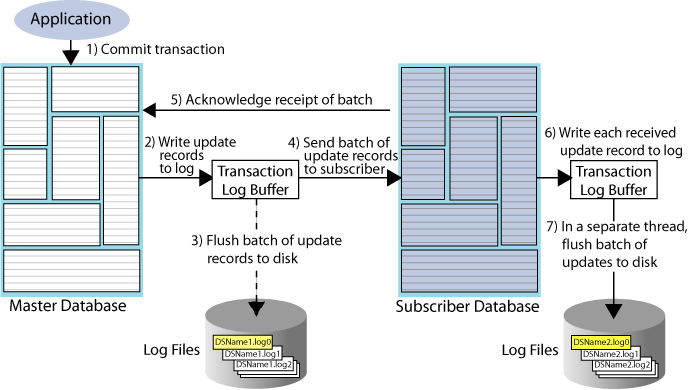 Application
1) Commit transaction
5) Acknowledge receipt of batch
2) Write update
records
to log
Transaction
Log Buffer
4) Send batch of
update records
to subscriber
6) Write each received
update record to log
Transaction
Log Buffer
3) Flush batch of update
records to disk
7) In a separate thread,
flush batch of
updates to disk
Master Database
Subscriber Database
Log Files
DSName1.log0
DSName1.log1
DSName1.log2
Log Files
DSName2.log0
DSName2.log1
DSName2.log2